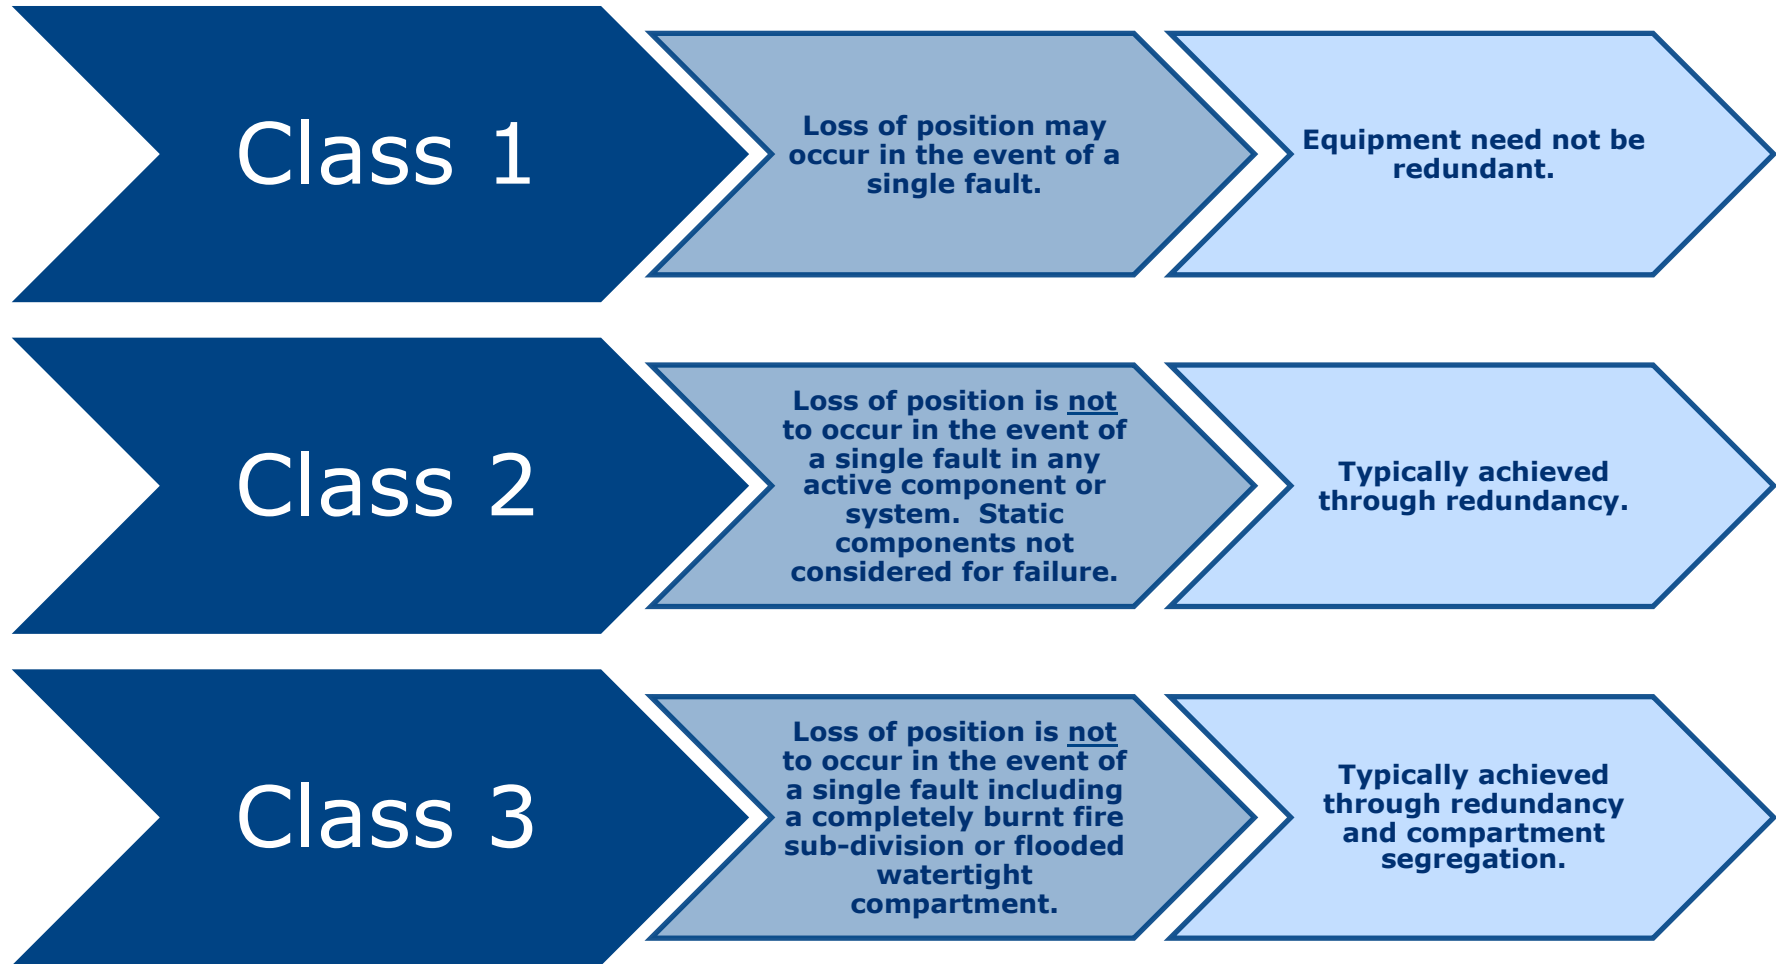 Class 1
Loss of position may
occur in the event of a
single fault.
Equipment need not be
redundant.
Class 2
Loss of position is not
to occur in the event of
a single fault in any
active component or
system.  Static
components not
considered for failure.
Typically achieved
through redundancy.
Class 3
Loss of position is not
to occur in the event of
a single fault including
a completely burnt fire
sub-division or flooded
watertight
compartment.
Typically achieved
through redundancy
and compartment
segregation.